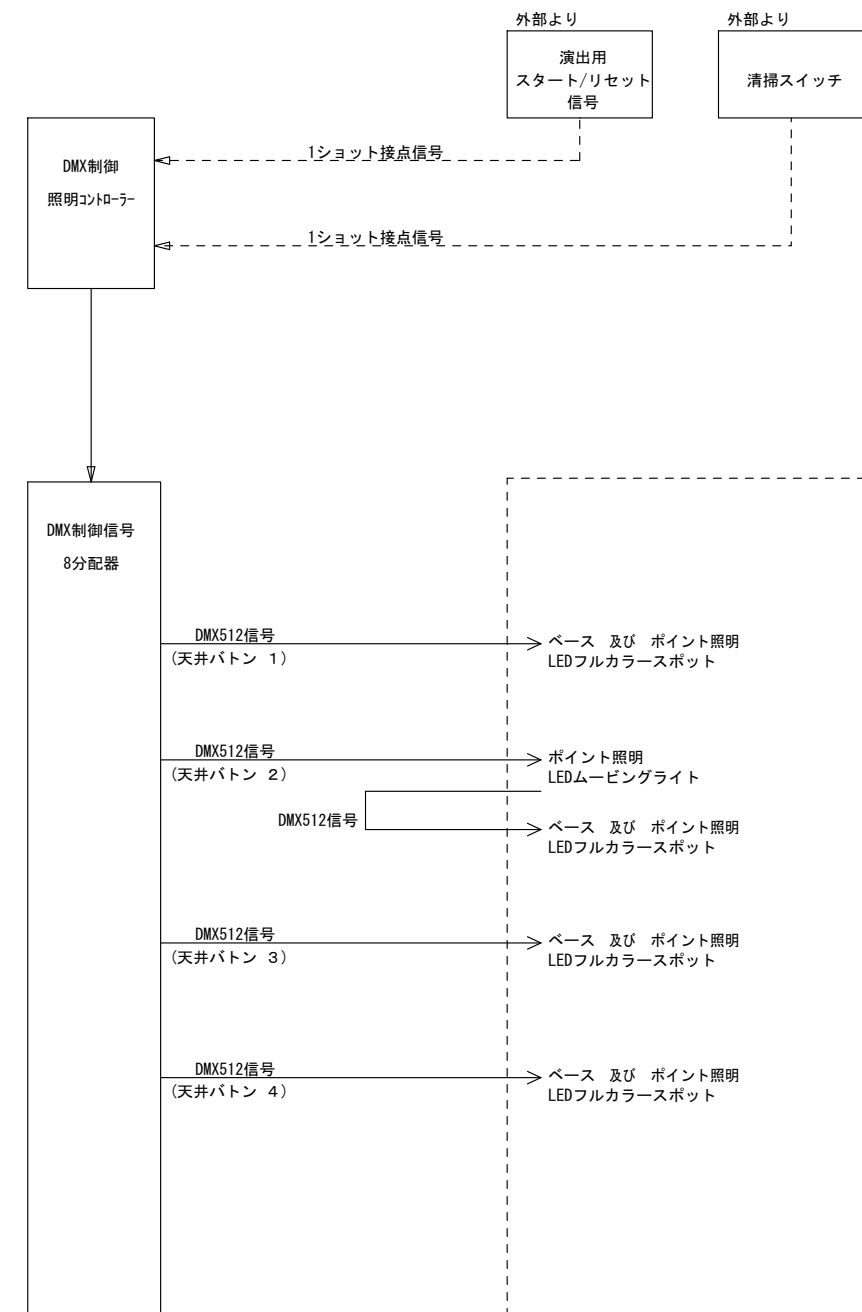 外部より
外部より
演出用
スタート/リセット
信号
清掃スイッチ
1ショット接点信号
DMX制御
照明ｺﾝﾄﾛｰﾗｰ
1ショット接点信号
DMX制御信号
8分配器
DMX512信号
(天井バトン １)
ベース 及び ポイント照明
LEDフルカラースポット
DMX512信号
(天井バトン ２)
ポイント照明
LEDムービングライト
DMX512信号
ベース 及び ポイント照明
LEDフルカラースポット
DMX512信号
(天井バトン ３)
ベース 及び ポイント照明
LEDフルカラースポット
DMX512信号
(天井バトン ４)
ベース 及び ポイント照明
LEDフルカラースポット